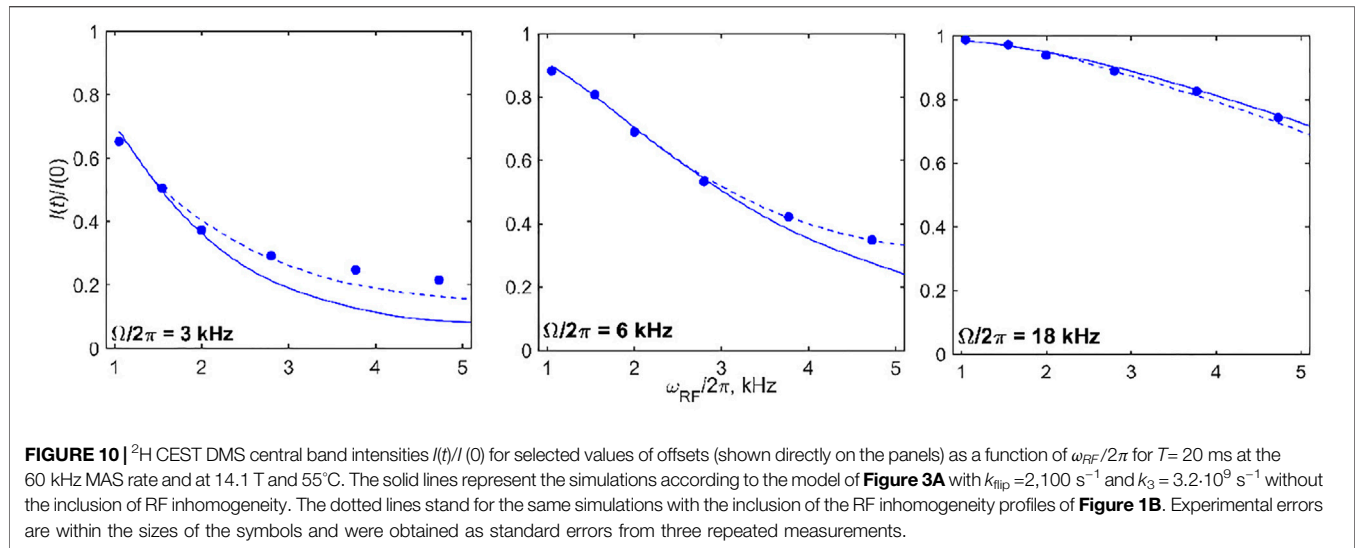 1
0.8
0.6
0.4
0.2
0
I(t)/I(0)
Ω/2π = 3 kHz
1 2 3 4 5
1
0.8
0.6
0.4
0.2
0
Ω/2π = 6 kHz
1 2 3 4 5
ω_RF/2π, kHz
1
0.8
0.6
0.4
0.2
0
Ω/2π = 18 kHz
1 2 3 4 5
FIGURE 10 | ²H CEST DMS central band intensities I(t)/I (0) for selected values of offsets (shown directly on the panels) as a function of ω_RF/2π for T= 20 ms at the
60 kHz MAS rate and at 14.1 T and 55°C. The solid lines represent the simulations according to the model of Figure 3A with k_flip =2,100 s⁻¹ and k₃ = 3.2·10⁹ s⁻¹ without
the inclusion of RF inhomogeneity. The dotted lines stand for the same simulations with the inclusion of the RF inhomogeneity profiles of Figure 1B. Experimental errors
are within the sizes of the symbols and were obtained as standard errors from three repeated measurements.